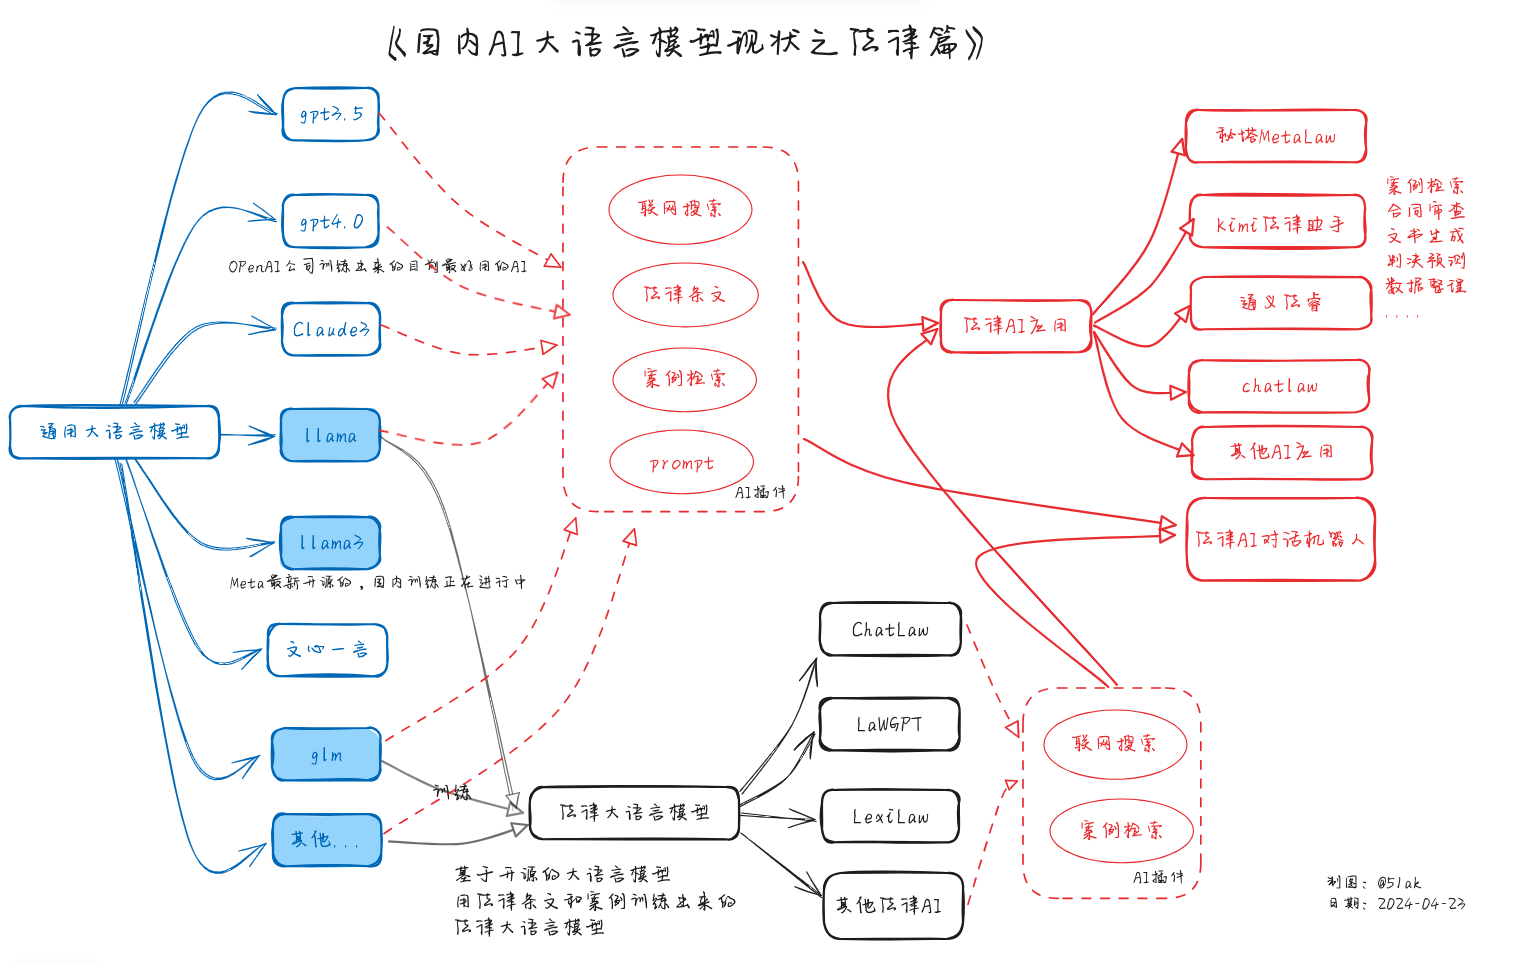 《国内AI大语言模型现状之法律篇》
gpt3.5
gpt4.0
OPenAI公司训练出来的目前最好用的AI
Claude3
通用大语言模型
llama
llama3
Meta最新开源的，国内训练正在进行中
文心一言
glm
其他...
训练
联网搜索
法律条文
案例检索
prompt
AI插件
法律AI应用
秘塔MetaLaw
kimi法律助手
通义法睿
chatlaw
其他AI应用
案例检索
合同审查
文书生成
判决预测
数据整理
....
法律AI对话机器人
法律大语言模型
基于开源的大语言模型
用法律条文和案例训练出来的
法律大语言模型
ChatLaw
LaWGPT
LexiLaw
其他法律AI
联网搜索
案例检索
AI插件
制图：@51ak
日期：2024-04-23